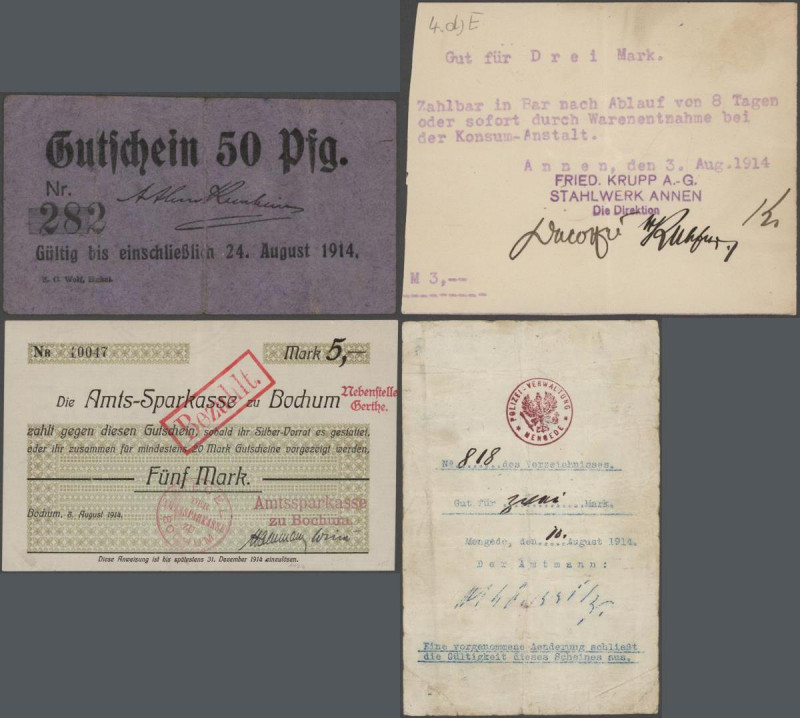 Gutschein 50 Pfg.
Nr.
282
Gültig bis einschließlich 24. August 1914.
4. d) E
Gut für Drei Mark.
Zahlbar in Bar nach Ablauf von 8 Tagen
oder sofort durch Warenentnahme bei
der Konsum-Anstalt.
Annen, den 3. Aug. 1914
FRIED. KRUPP A.-G.
STAHLWERK ANNEN
Die Direktion
M 3,--
NR 40047
Mark 5,—
Die Amts-Sparkasse zu Bochum
Nebenstelle
Gerthe.
Bezahlt.
zahlt gegen diesen Gutschein, sobald ihr Silber-Vorrat es gestattet,
oder ihr zusammen für mindestens 20 Mark Gutscheine vorgezeigt werden,
Fünf Mark.
Bochum, 8. August 1914.
Amtssparkasse
zu Bochum.
Diese Anweisung ist bis spätestens 31. Dezember 1914 einzulösen.
POLIZEI-VERWALTUNG
MENGEDE
No 818 des Verzeichnisses.
Gut für zwei Mark.
Mengede, den 10. August 1914.
Der Amtmann:
Eine vorgenommene Aenderung schließt
die Gültigkeit dieses Scheines aus.